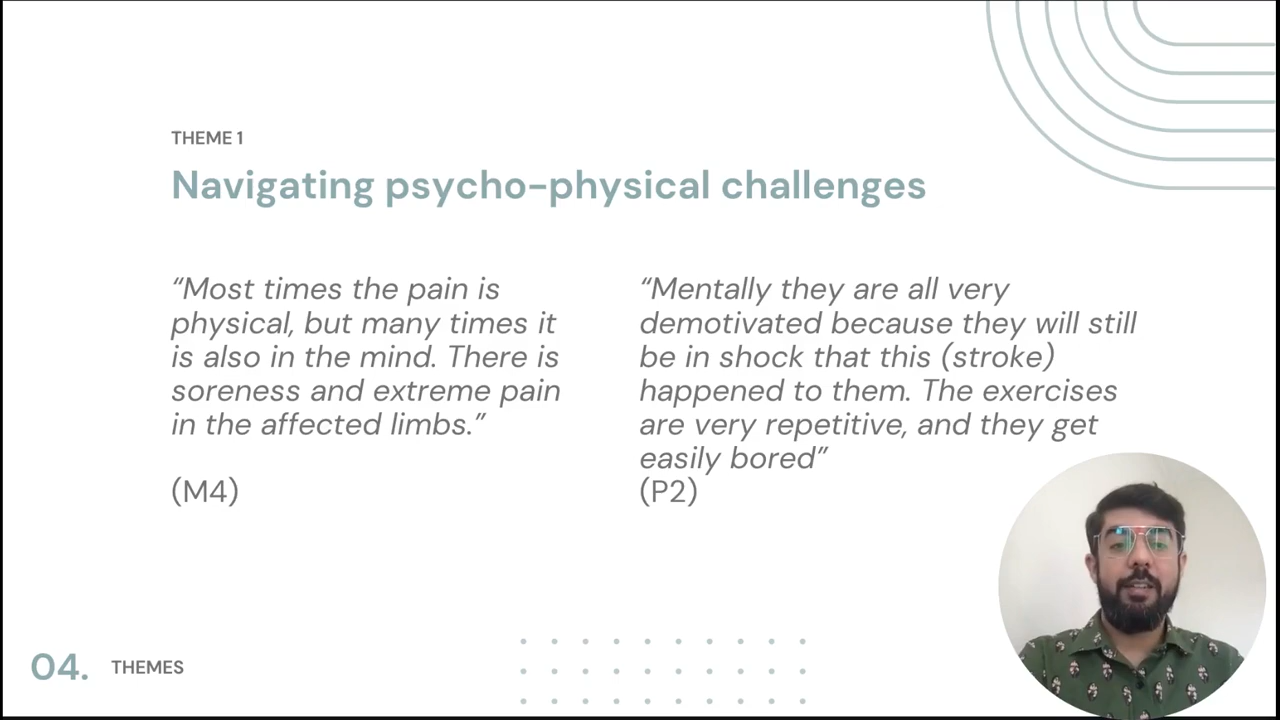 THEME 1
Navigating psycho-physical challenges
“Most times the pain is
physical, but many times it
is also in the mind. There is
soreness and extreme pain
in the affected limbs.”
(M4)
“Mentally they are all very
demotivated because they will still
be in shock that this (stroke)
happened to them. The exercises
are very repetitive, and they get
easily bored”
(P2)
04. THEMES